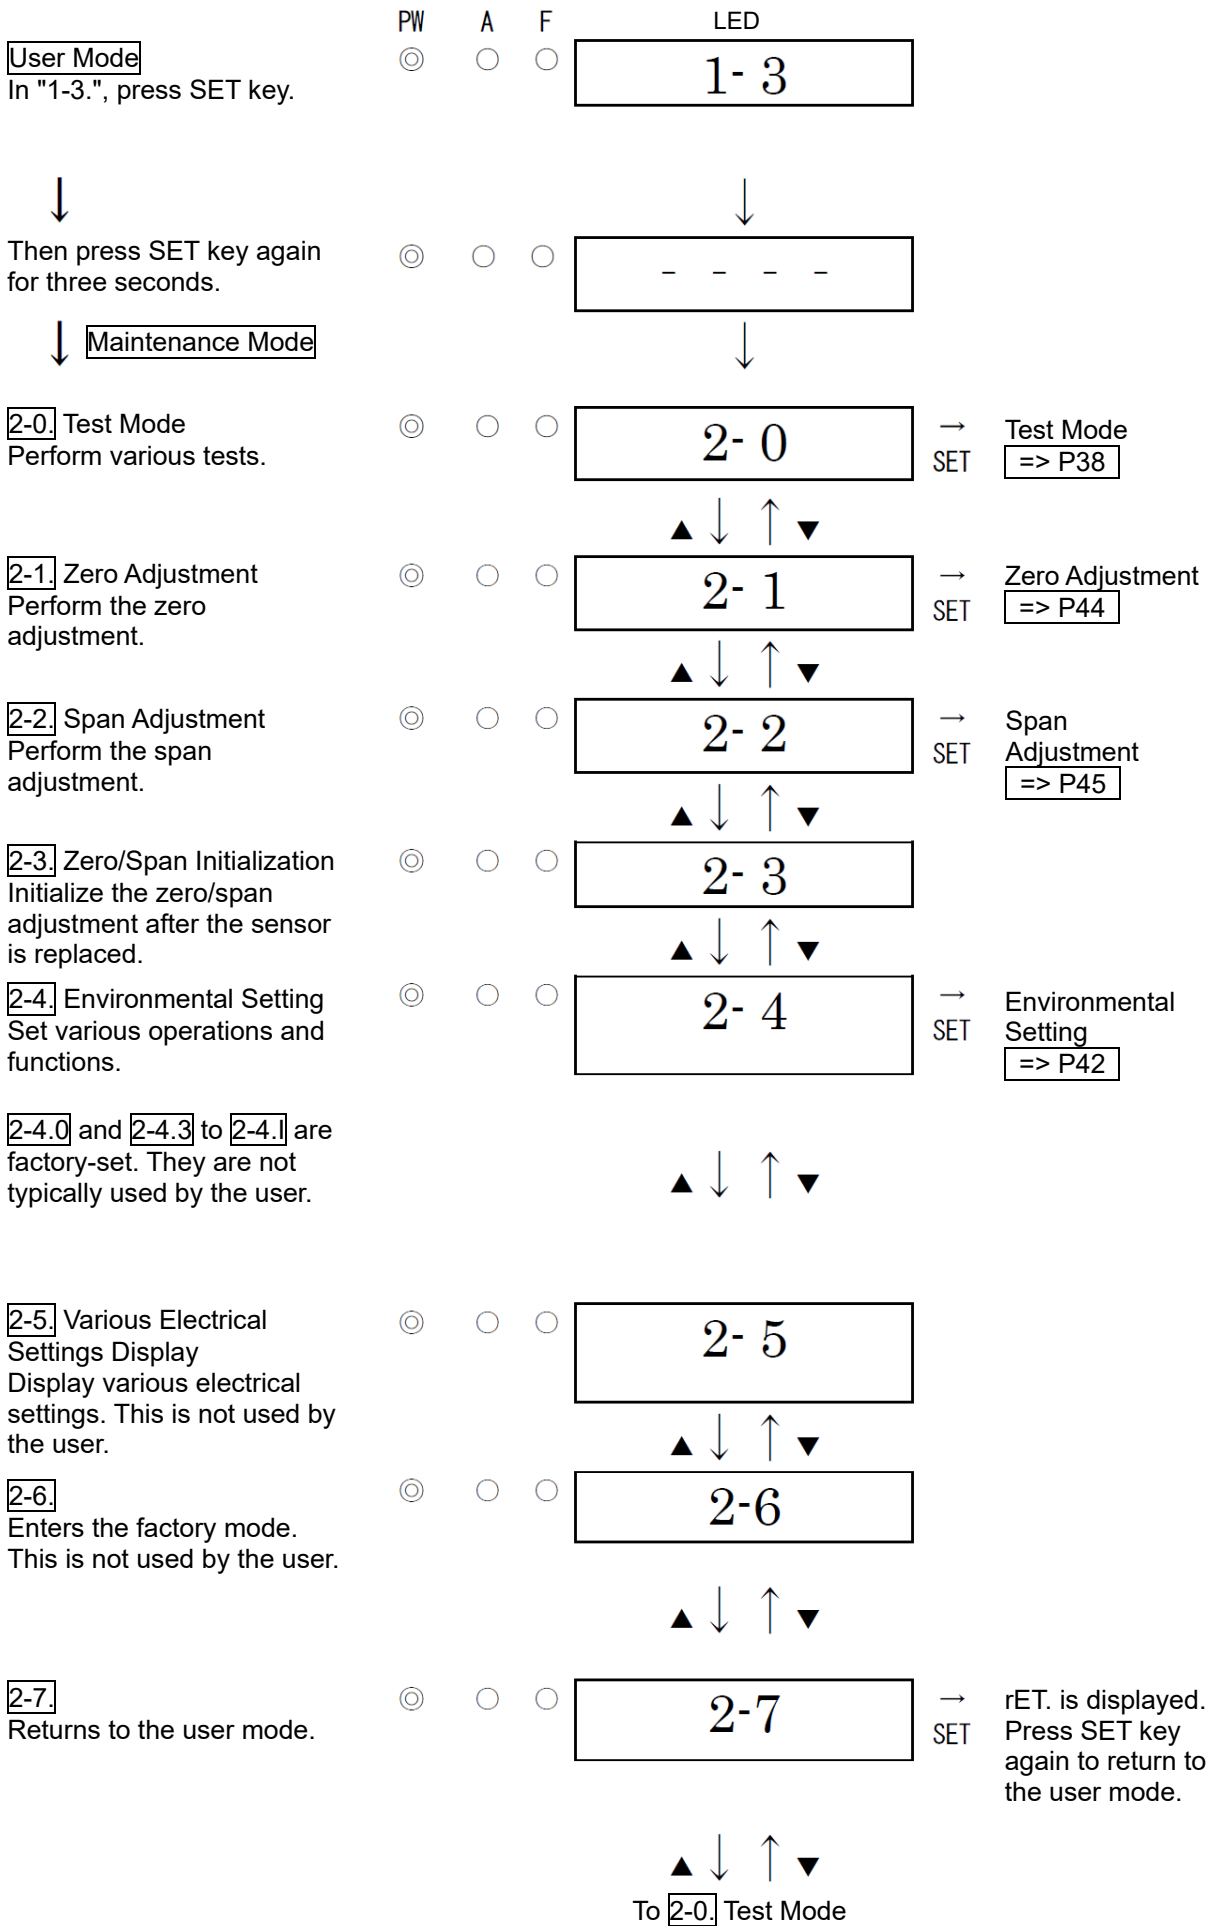 PW A F LED
User Mode
In "1-3.", press SET key.
◎ ○ ○ 1- 3
↓ ↓
Then press SET key again
for three seconds.
◎ ○ ○ - - - -
↓ Maintenance Mode ↓
2-0. Test Mode
Perform various tests.
◎ ○ ○ 2- 0
→
SET
Test Mode
=> P38
▲ ↓ ↑ ▼
2-1. Zero Adjustment
Perform the zero
adjustment.
◎ ○ ○ 2- 1
→
SET
Zero Adjustment
=> P44
▲ ↓ ↑ ▼
2-2. Span Adjustment
Perform the span
adjustment.
◎ ○ ○ 2- 2
→
SET
Span
Adjustment
=> P45
▲ ↓ ↑ ▼
2-3. Zero/Span Initialization
Initialize the zero/span
adjustment after the sensor
is replaced.
◎ ○ ○ 2- 3
▲ ↓ ↑ ▼
2-4. Environmental Setting
Set various operations and
functions.
◎ ○ ○ 2- 4
→
SET
Environmental
Setting
=> P42
2-4.0 and 2-4.3 to 2-4.I are
factory-set. They are not
typically used by the user.
▲ ↓ ↑ ▼
2-5. Various Electrical
Settings Display
Display various electrical
settings. This is not used by
the user.
◎ ○ ○ 2- 5
▲ ↓ ↑ ▼
2-6.
Enters the factory mode.
This is not used by the user.
◎ ○ ○ 2-6
▲ ↓ ↑ ▼
2-7.
Returns to the user mode.
◎ ○ ○ 2-7
→
SET
rET. is displayed.
Press SET key
again to return to
the user mode.
▲ ↓ ↑ ▼
To 2-0. Test Mode